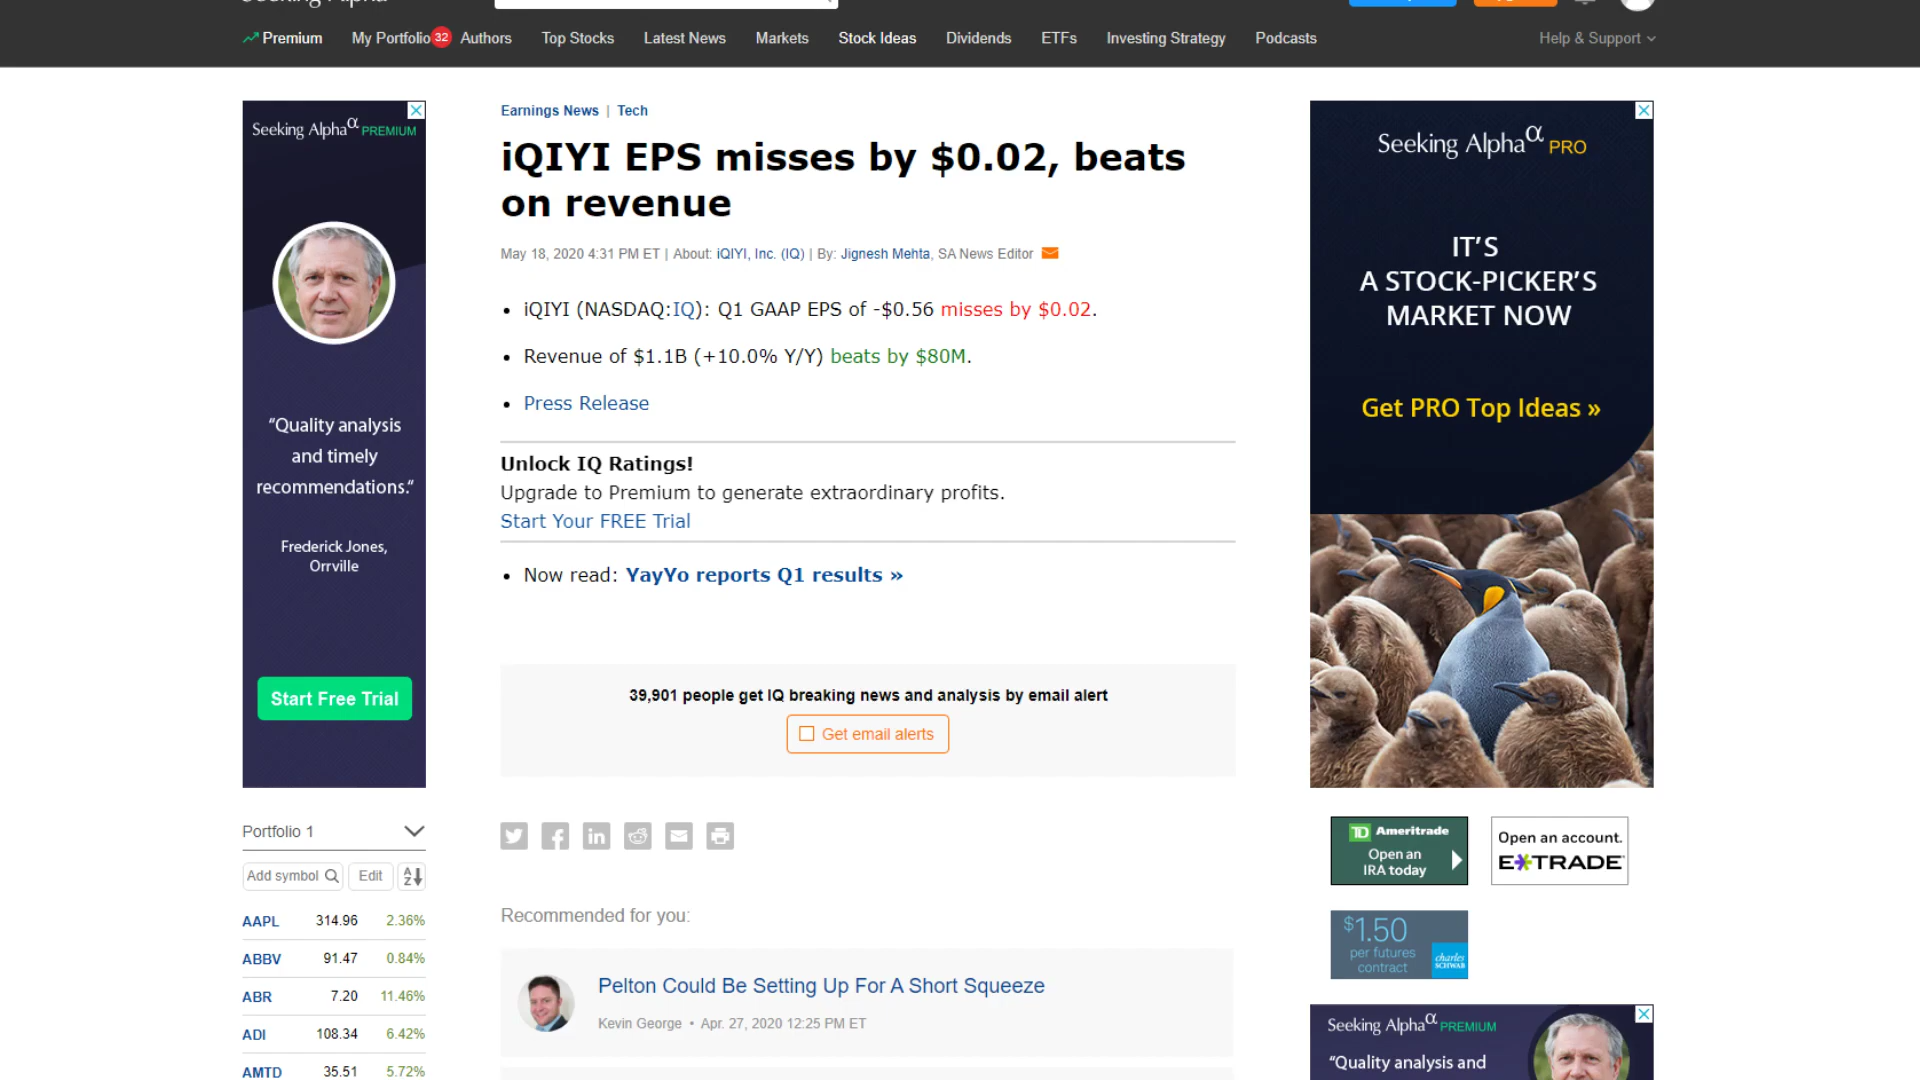 Seeking Alpha
Premium My Portfolio 32 Authors Top Stocks Latest News Markets Stock Ideas Dividends ETFs Investing Strategy Podcasts Help & Support
Seeking Alpha α PREMIUM
“Quality analysis
and timely
recommendations.“
Frederick Jones,
Orrville
Start Free Trial
Earnings News | Tech
iQIYI EPS misses by $0.02, beats
on revenue
May 18, 2020 4:31 PM ET | About: iQIYI, Inc. (IQ) | By: Jignesh Mehta, SA News Editor
• iQIYI (NASDAQ:IQ): Q1 GAAP EPS of -$0.56 misses by $0.02.
• Revenue of $1.1B (+10.0% Y/Y) beats by $80M.
• Press Release
Unlock IQ Ratings!
Upgrade to Premium to generate extraordinary profits.
Start Your FREE Trial
• Now read: YayYo reports Q1 results »
39,901 people get IQ breaking news and analysis by email alert
Get email alerts
Seeking Alpha α PRO
IT’S
A STOCK-PICKER’S
MARKET NOW
Get PRO Top Ideas »
Portfolio 1
Add symbol Edit A Z
AAPL 314.96 2.36%
ABBV 91.47 0.84%
ABR 7.20 11.46%
ADI 108.34 6.42%
AMTD 35.51 5.72%
Recommended for you:
Pelton Could Be Setting Up For A Short Squeeze
Kevin George • Apr. 27, 2020 12:25 PM ET
TD Ameritrade
Open an
IRA today
Open an account.
E*TRADE
$1.50
per futures
contract
charles
SCHWAB
Seeking Alpha α PREMIUM
“Quality analysis and